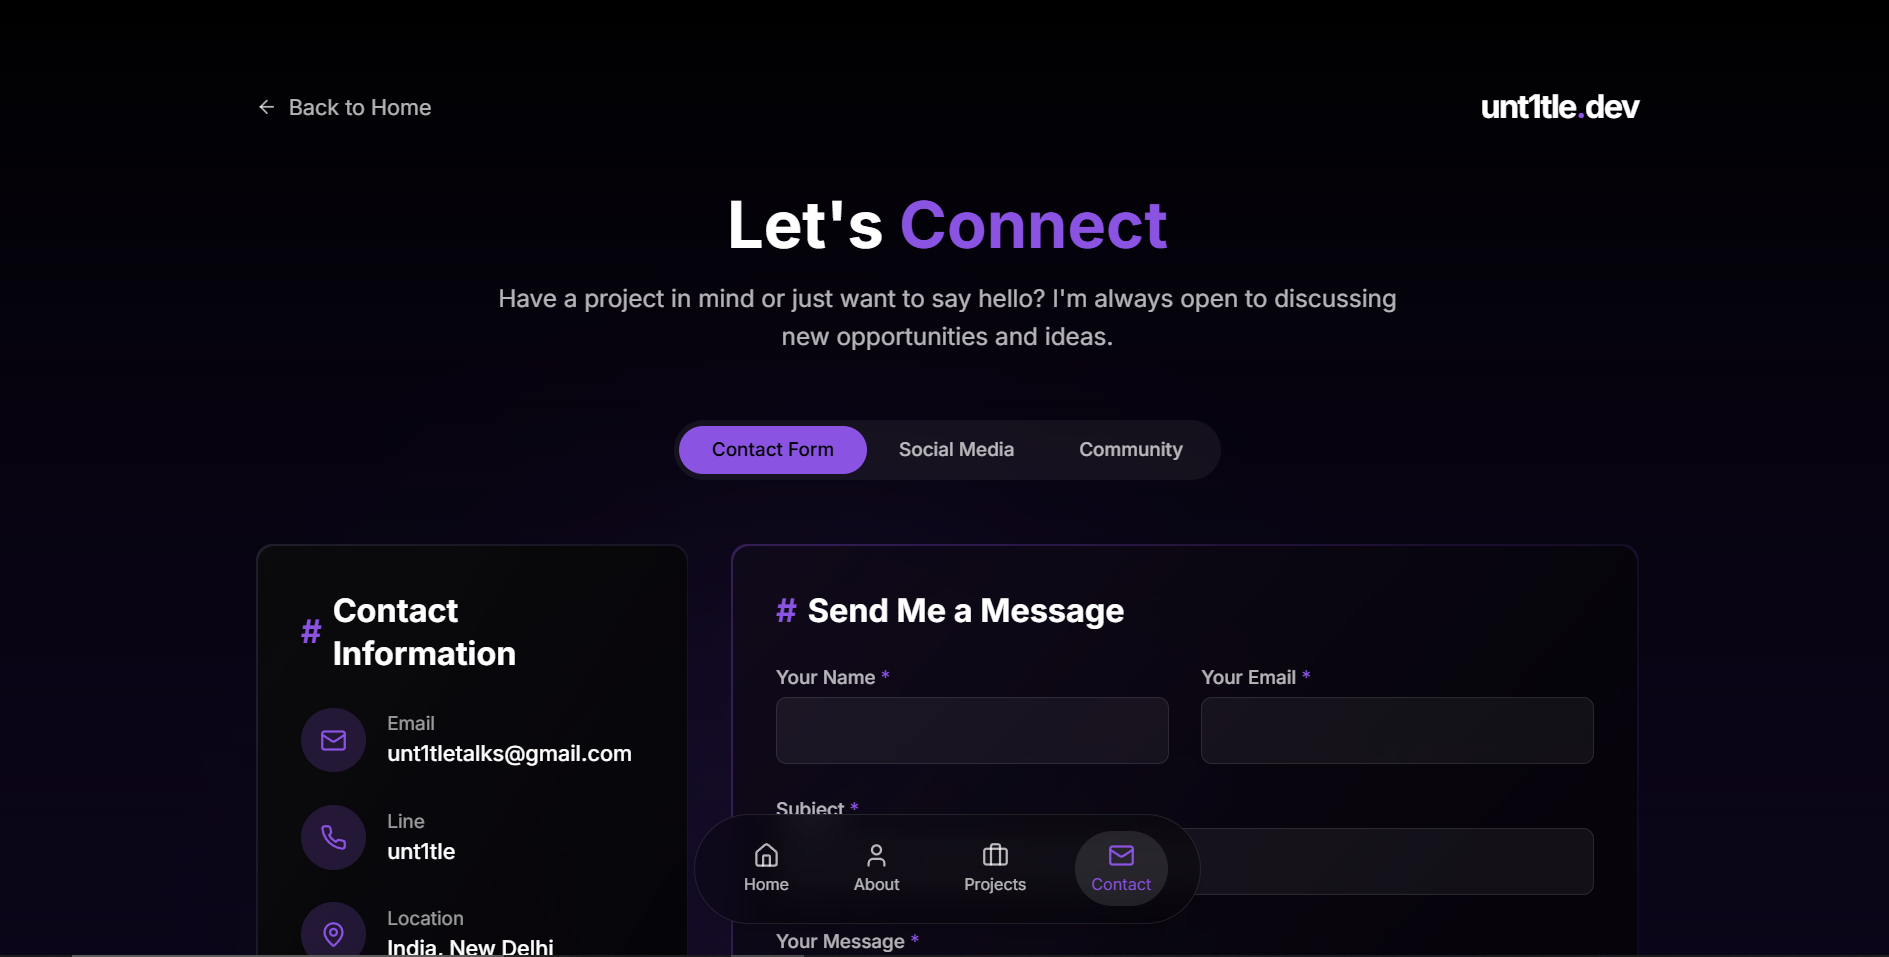 Back to Home
unt1tle.dev
Let's Connect
Have a project in mind or just want to say hello? I'm always open to discussing
new opportunities and ideas.
Contact Form
Social Media
Community
# Contact
Information
Email
unt1tletalks@gmail.com
Line
unt1tle
Location
India, New Delhi
# Send Me a Message
Your Name *
Your Email *
Subject *
Your Message *
Home
About
Projects
Contact